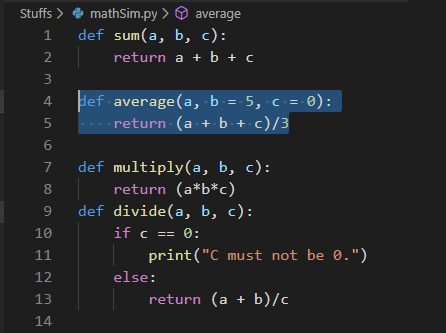 Stuffs > mathSim.py > average
1 def sum(a, b, c):
2     return a + b + c
3
4 def average(a, b = 5, c = 0):
5     return (a + b + c)/3
6
7 def multiply(a, b, c):
8     return (a*b*c)
9 def divide(a, b, c):
10     if c == 0:
11         print("C must not be 0.")
12     else:
13         return (a + b)/c
14